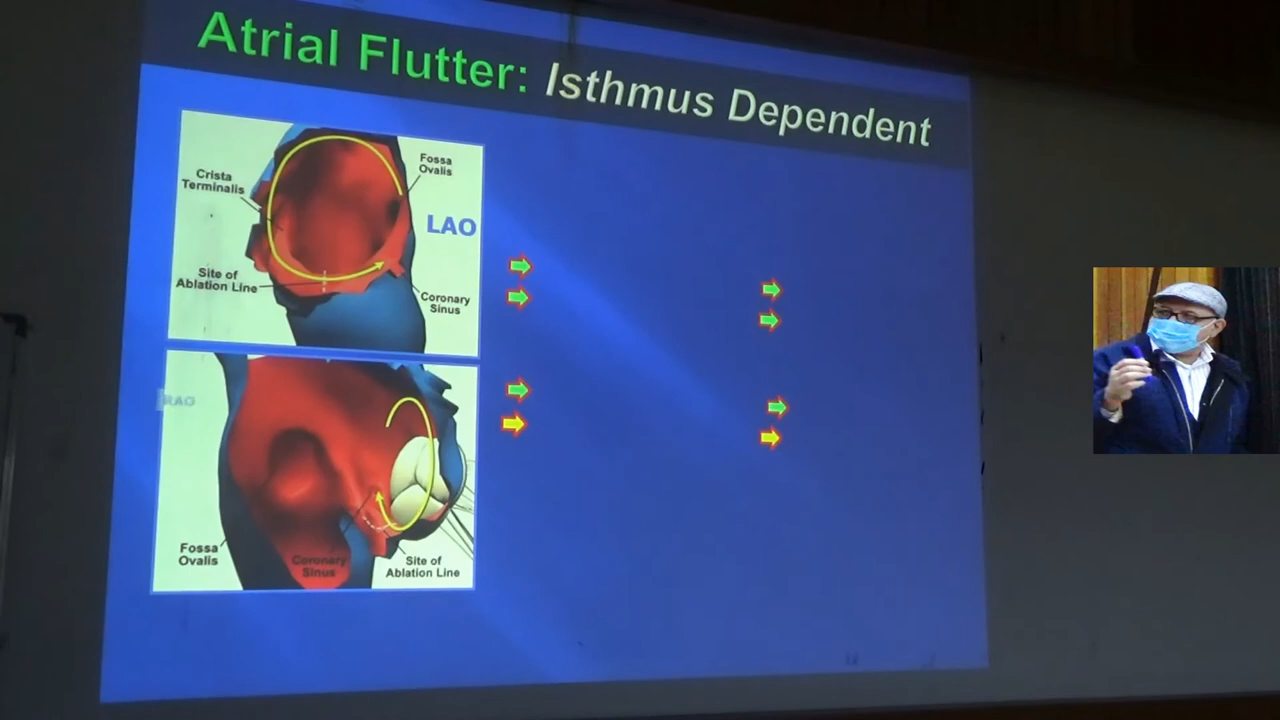 Atrial Flutter: Isthmus Dependent
Crista
Terminalis
Fossa
Ovalis
LAO
Site of
Ablation Line
Coronary
Sinus
RAO
Fossa
Ovalis
Coronary
Sinus
Site of
Ablation Line